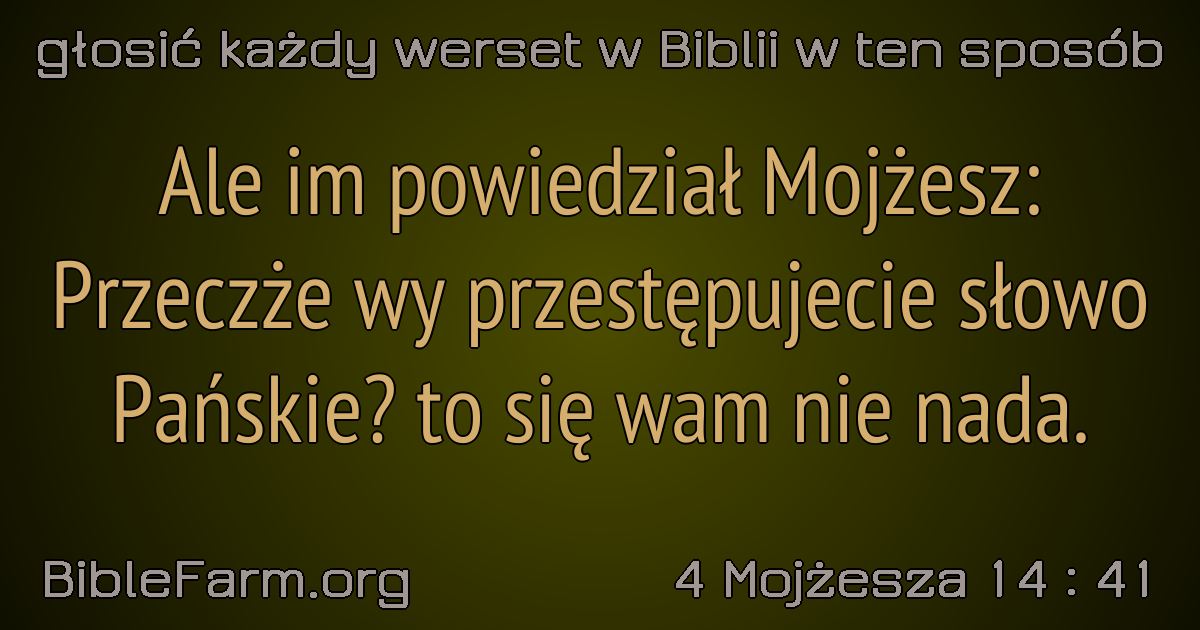 głosić każdy werset w Biblii w ten sposób
Ale im powiedział Mojżesz:
Przeczże wy przestępujecie słowo
Pańskie? to się wam nie nada.
BibleFarm.org
4 Mojżesza 14 : 41